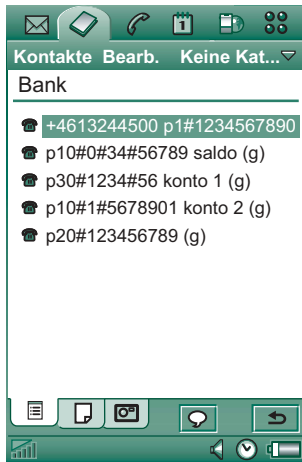 1
Kontakte Bearb. Keine Kat...
Bank
+4613244500 p1#1234567890
p10#0#34#56789 saldo (g)
p30#1234#56 konto 1 (g)
p10#1#5678901 konto 2 (g)
p20#123456789 (g)